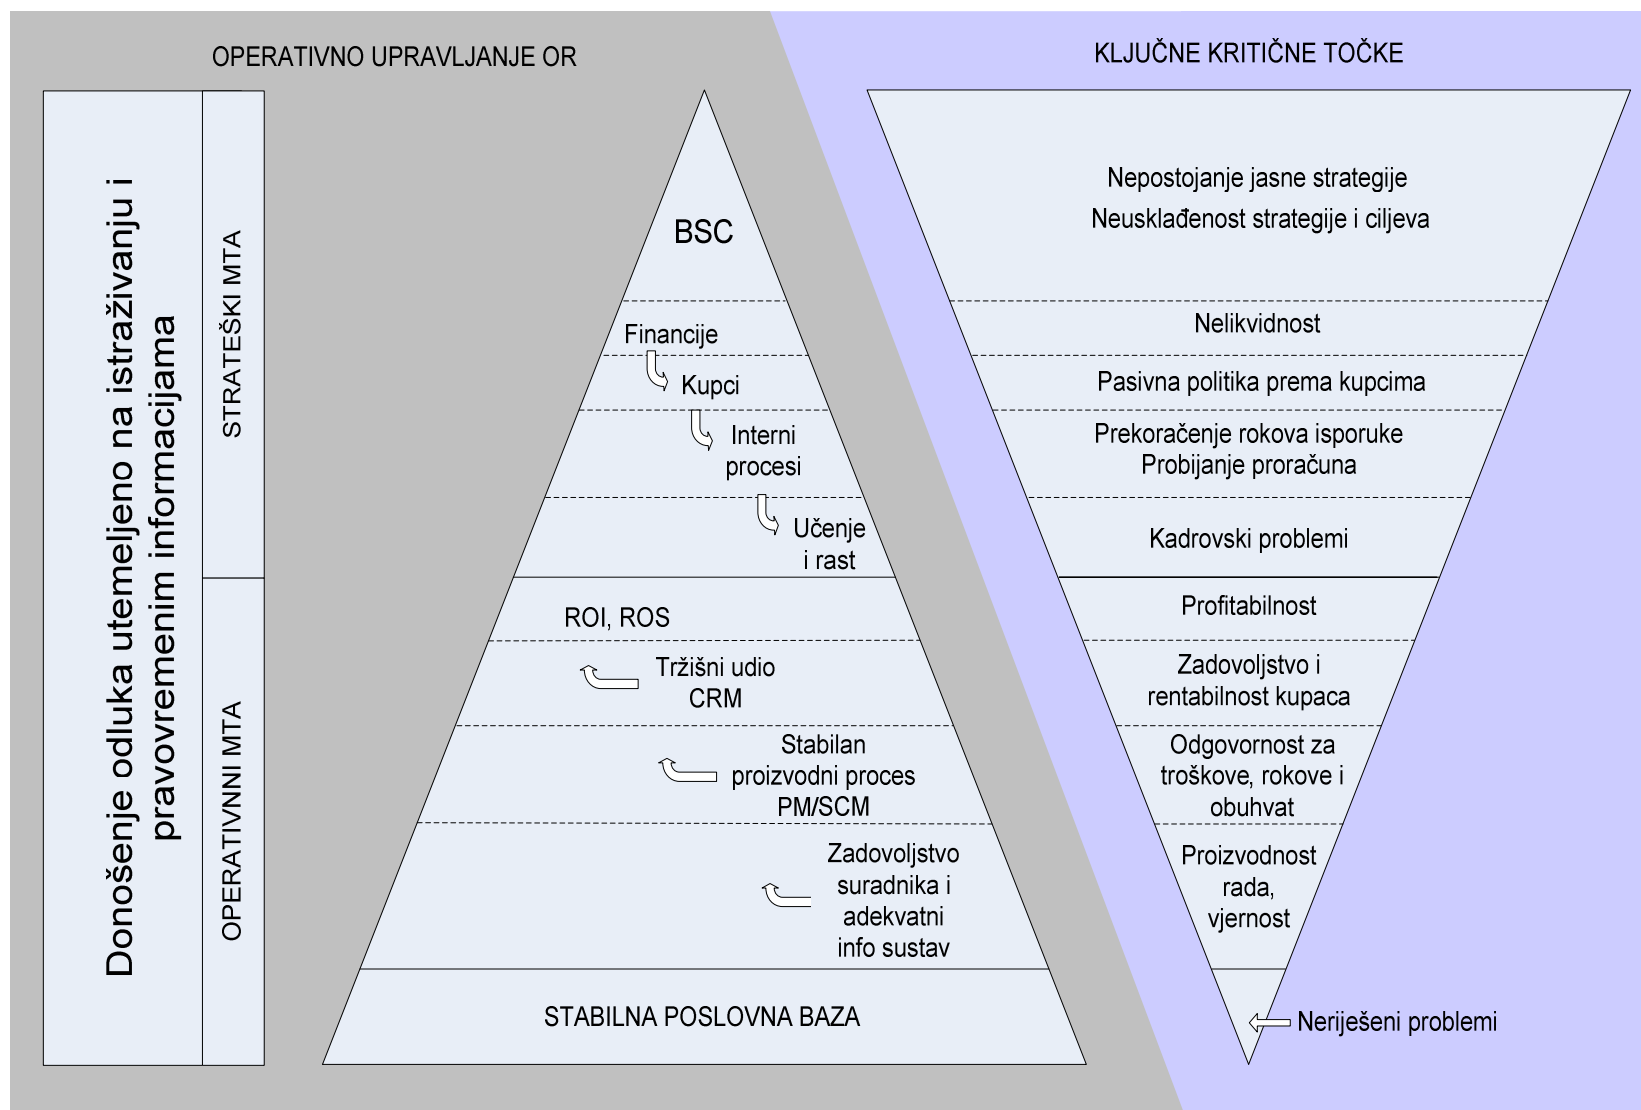 OPERATIVNO UPRAVLJANJE OR
KLJUČNE KRITIČNE TOČKE
Donošenje odluka utemeljeno na istraživanju i
pravovremenim informacijama
STRATEŠKI MTA
OPERATIVNNI MTA
BSC
Financije
Kupci
Interni
procesi
Učenje
i rast
ROI, ROS
Tržišni udio
CRM
Stabilan
proizvodni proces
PM/SCM
Zadovoljstvo
suradnika i
adekvatni
info sustav
STABILNA POSLOVNA BAZA
Nepostojanje jasne strategije
Neusklađenost strategije i ciljeva
Nelikvidnost
Pasivna politika prema kupcima
Prekoračenje rokova isporuke
Probijanje proračuna
Kadrovski problemi
Profitabilnost
Zadovoljstvo i
rentabilnost kupaca
Odgovornost za
troškove, rokove i
obuhvat
Proizvodnost
rada,
vjernost
Neriješeni problemi